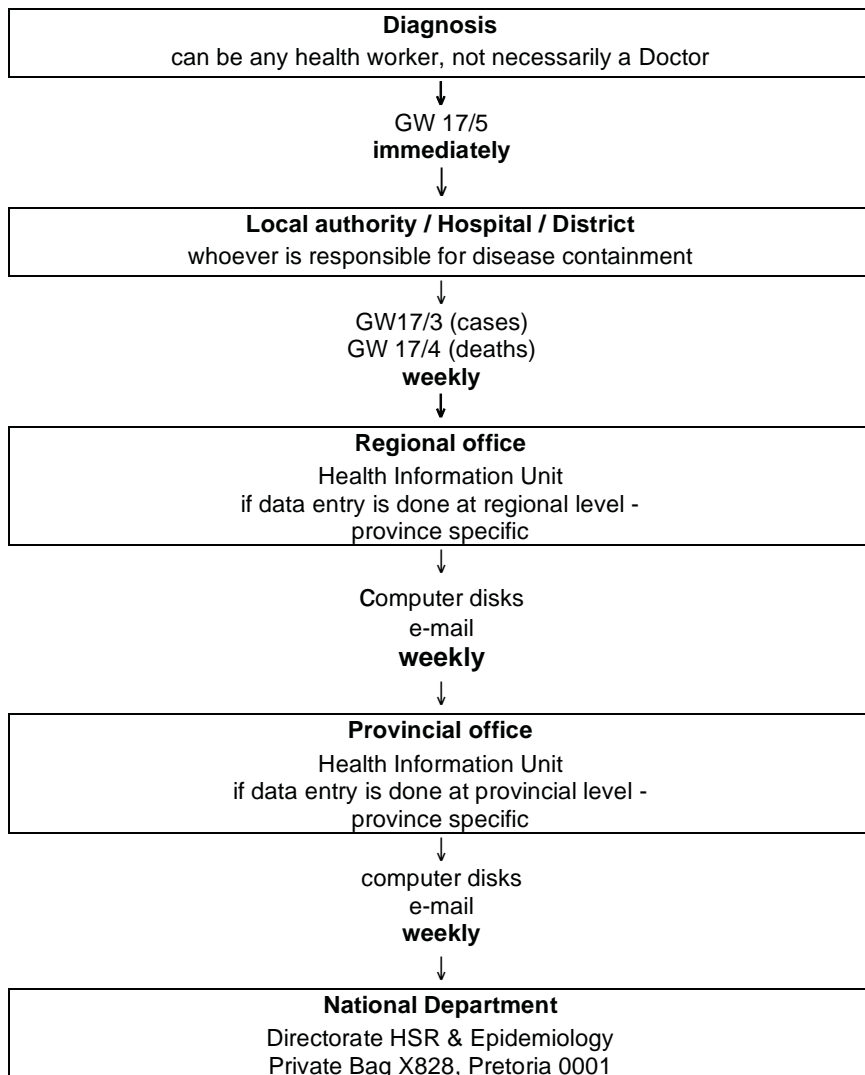 Diagnosis
can be any health worker, not necessarily a Doctor
GW 17/5
immediately
Local authority / Hospital / District
whoever is responsible for disease containment
GW17/3 (cases)
GW 17/4 (deaths)
weekly
Regional office
Health Information Unit
if data entry is done at regional level -
province specific
Computer disks
e-mail
weekly
Provincial office
Health Information Unit
if data entry is done at provincial level -
province specific
computer disks
e-mail
weekly
National Department
Directorate HSR & Epidemiology
Private Bag X828, Pretoria 0001